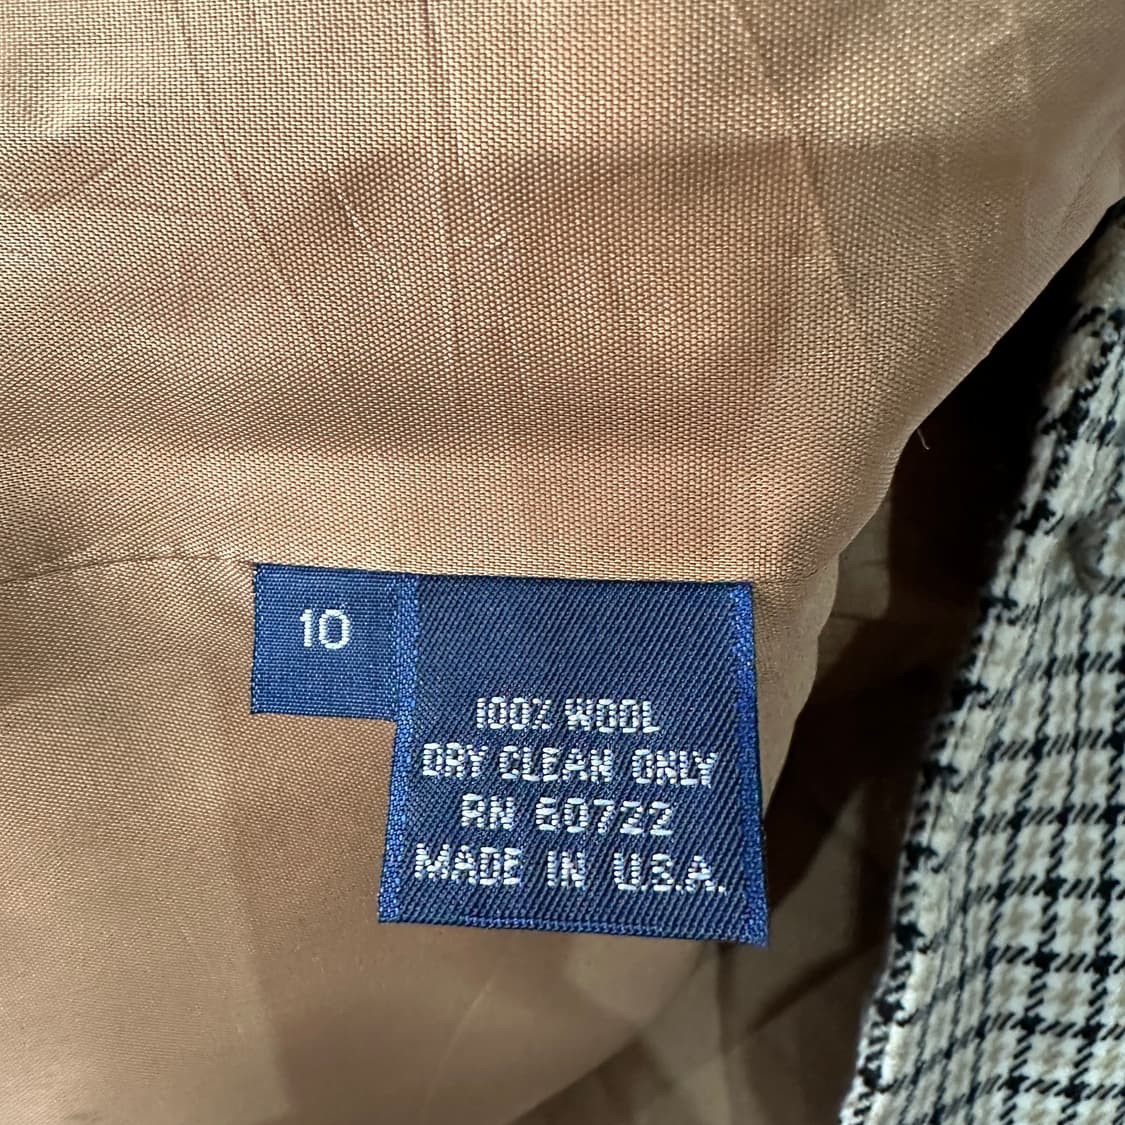 10
100% WOOL
DRY CLEAN ONLY
RN 60722
MADE IN U.S.A.